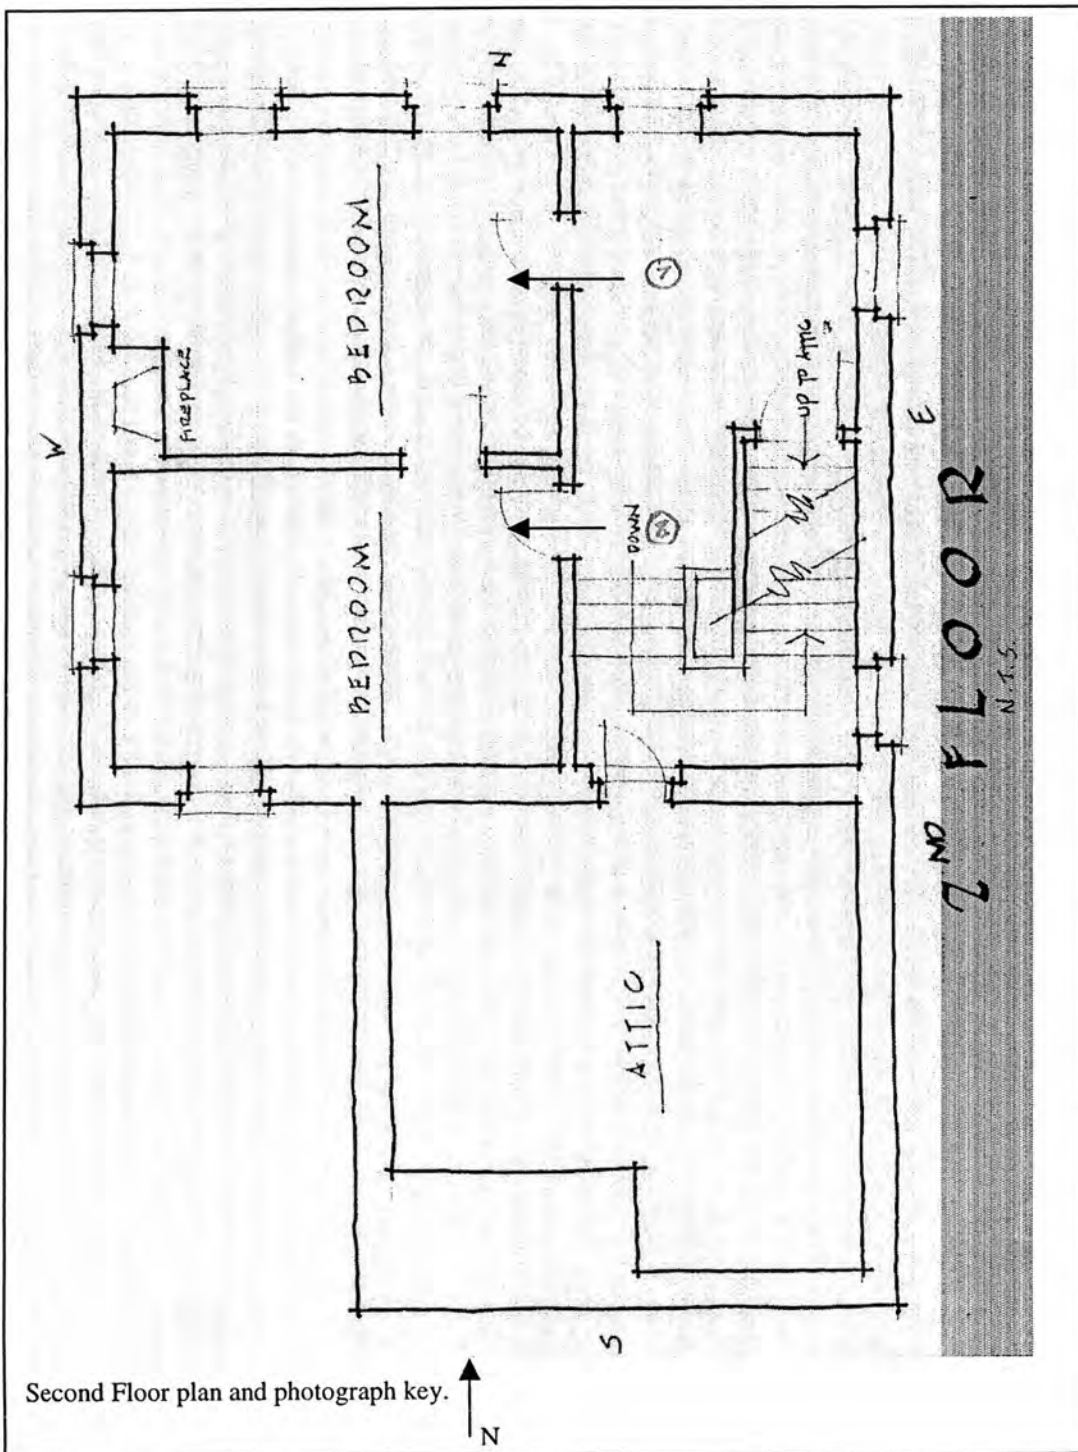 N
W
BEDROOM
FIREPLACE
UP TO ATTIC
E
DOWN
BEDROOM
2ND FLOOR
N.T.S.
ATTIC
S
Second Floor plan and photograph key.
N